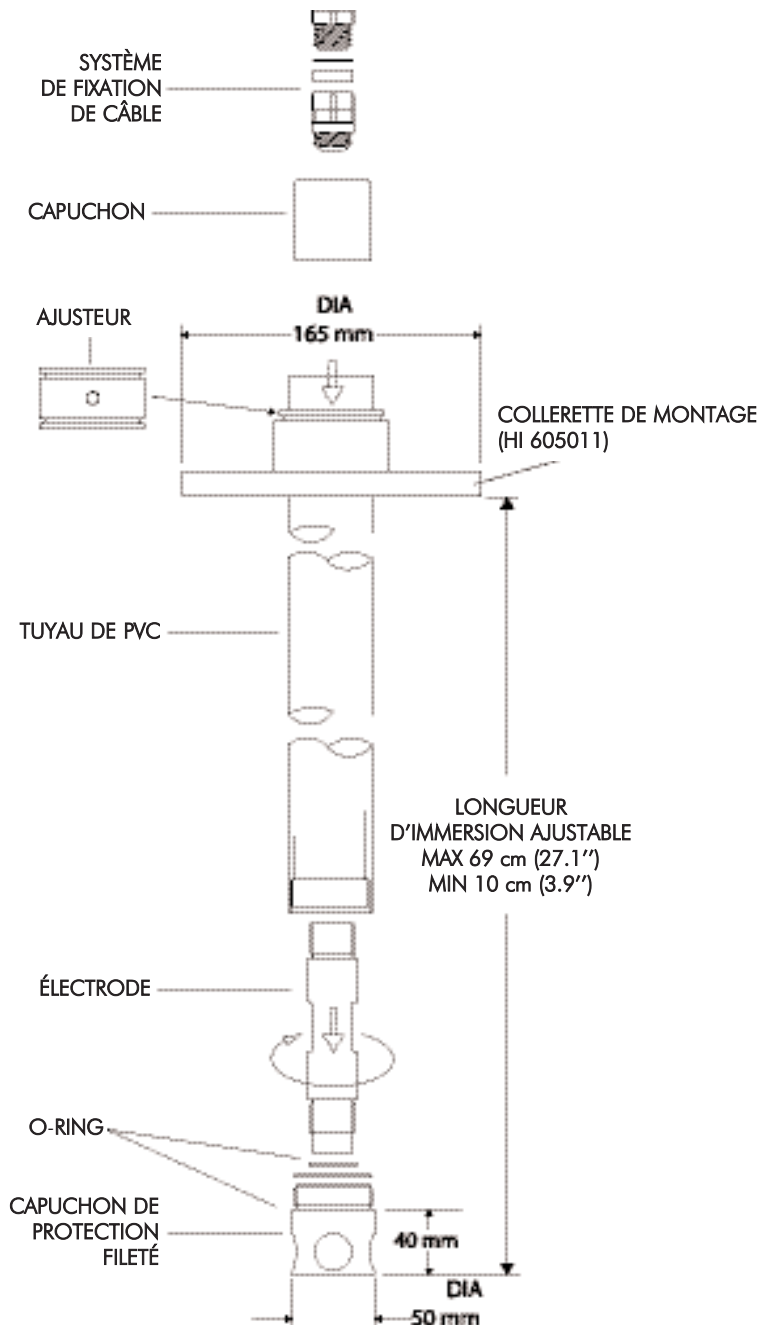 SYSTÈME
DE FIXATION
DE CÂBLE
CAPUCHON
DIA
165 mm
AJUSTEUR
COLLERETTE DE MONTAGE
(HI 605011)
TUYAU DE PVC
LONGUEUR
D’IMMERSION AJUSTABLE
MAX 69 cm (27.1’’)
MIN 10 cm (3.9’’)
ÉLECTRODE
O-RING
CAPUCHON DE
PROTECTION
FILETÉ
40 mm
DIA
50 mm